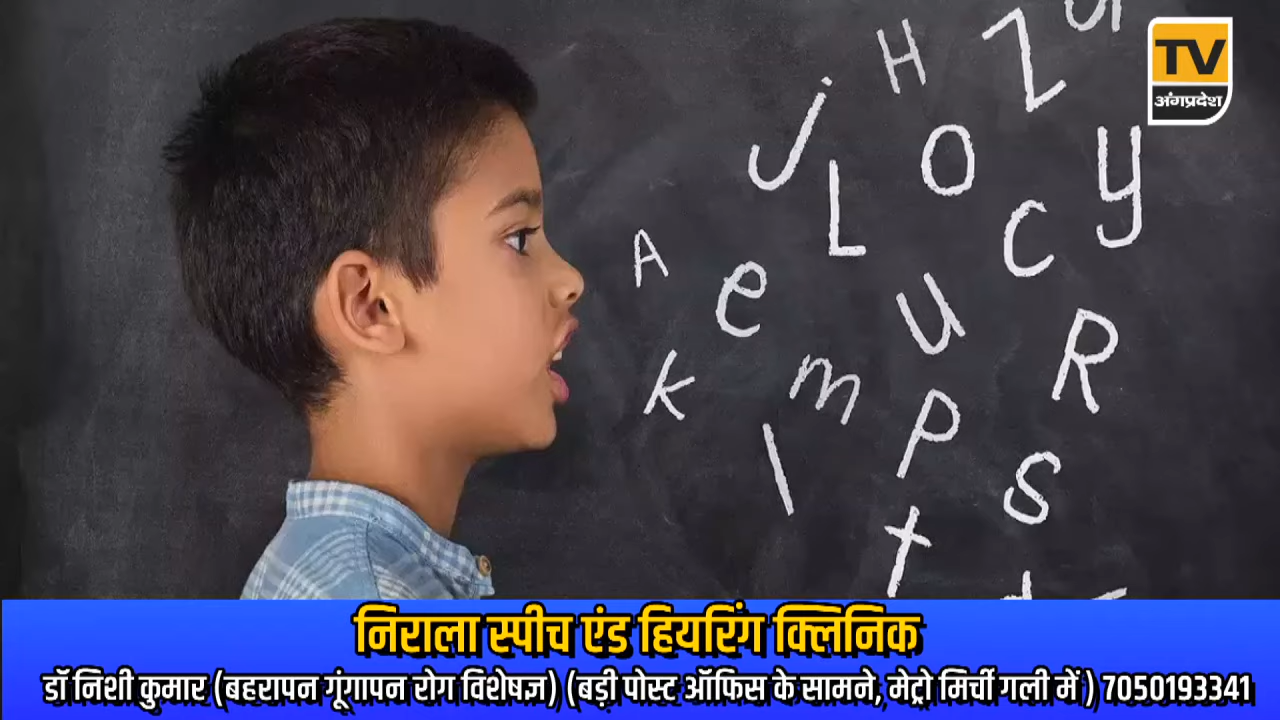 H
Z
TV
अंगप्रदेश
J
L
O
C
y
A
e
u
R
K
m
P
l
S
t
निराला स्पीच एंड हियरिंग क्लिनिक
डॉ निशी कुमार (बहरापन गूंगापन रोग विशेषज्ञ) (बड़ी पोस्ट ऑफिस के सामने, मेट्रो मिर्ची गली में ) 7050193341